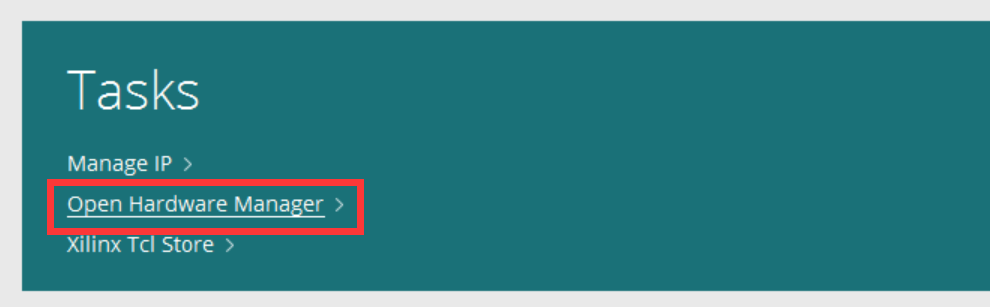 Tasks
Manage IP >
Open Hardware Manager >
Xilinx Tcl Store >